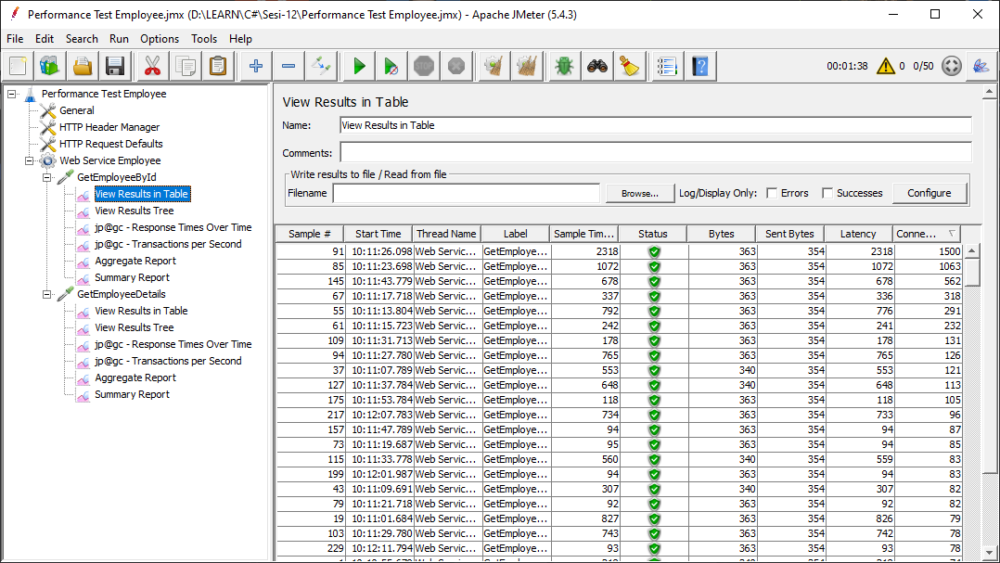 Performance Test Employee.jmx (D:\LEARN\C#\Sesi-12\Performance Test Employee.jmx) - Apache JMeter (5.4.3)
File Edit Search Run Options Tools Help
STOP
00:01:38 0 0/50
Performance Test Employee
General
HTTP Header Manager
HTTP Request Defaults
Web Service Employee
GetEmployeeById
View Results in Table
View Results Tree
jp@gc - Response Times Over Time
jp@gc - Transactions per Second
Aggregate Report
Summary Report
GetEmployeeDetails
View Results in Table
View Results Tree
jp@gc - Response Times Over Time
jp@gc - Transactions per Second
Aggregate Report
Summary Report
View Results in Table
Name: View Results in Table
Comments:
Write results to file / Read from file
Filename Browse... Log/Display Only: Errors Successes Configure
Sample # Start Time Thread Name Label Sample Tim... Status Bytes Sent Bytes Latency Conne...
91 10:11:26.098 Web Servic... GetEmploye... 2318 363 354 2318 1500
85 10:11:23.698 Web Servic... GetEmploye... 1072 363 354 1072 1063
145 10:11:43.779 Web Servic... GetEmploye... 678 363 354 678 562
67 10:11:17.718 Web Servic... GetEmploye... 337 363 354 336 318
55 10:11:13.804 Web Servic... GetEmploye... 792 363 354 776 291
61 10:11:15.723 Web Servic... GetEmploye... 242 363 354 241 232
109 10:11:31.713 Web Servic... GetEmploye... 178 363 354 178 131
94 10:11:27.780 Web Servic... GetEmploye... 765 363 354 765 126
37 10:11:07.789 Web Servic... GetEmploye... 553 340 354 553 121
127 10:11:37.784 Web Servic... GetEmploye... 648 340 354 648 113
175 10:11:53.784 Web Servic... GetEmploye... 118 363 354 118 105
217 10:12:07.783 Web Servic... GetEmploye... 734 363 354 733 96
157 10:11:47.789 Web Servic... GetEmploye... 94 363 354 94 87
73 10:11:19.687 Web Servic... GetEmploye... 95 363 354 94 85
115 10:11:33.778 Web Servic... GetEmploye... 560 340 354 559 83
199 10:12:01.987 Web Servic... GetEmploye... 94 363 354 94 83
43 10:11:09.691 Web Servic... GetEmploye... 307 340 354 307 82
79 10:11:21.718 Web Servic... GetEmploye... 92 363 354 92 82
19 10:11:01.684 Web Servic... GetEmploye... 827 363 354 826 79
103 10:11:29.780 Web Servic... GetEmploye... 743 363 354 742 78
229 10:12:11.794 Web Servic... GetEmploye... 93 363 354 93 78